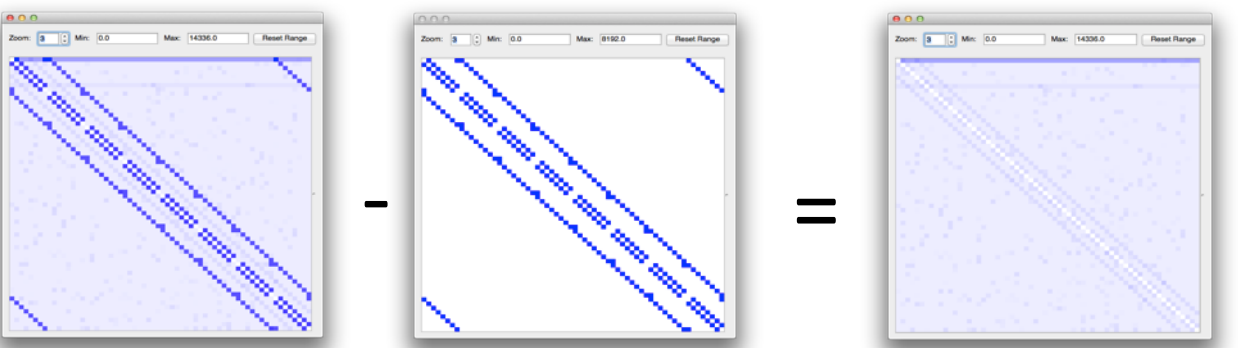 Zoom: 3 Min: 0.0 Max: 14336.0 Reset Range
Zoom: 3 Min: 0.0 Max: 8192.0 Reset Range
Zoom: 3 Min: 0.0 Max: 14336.0 Reset Range
- =